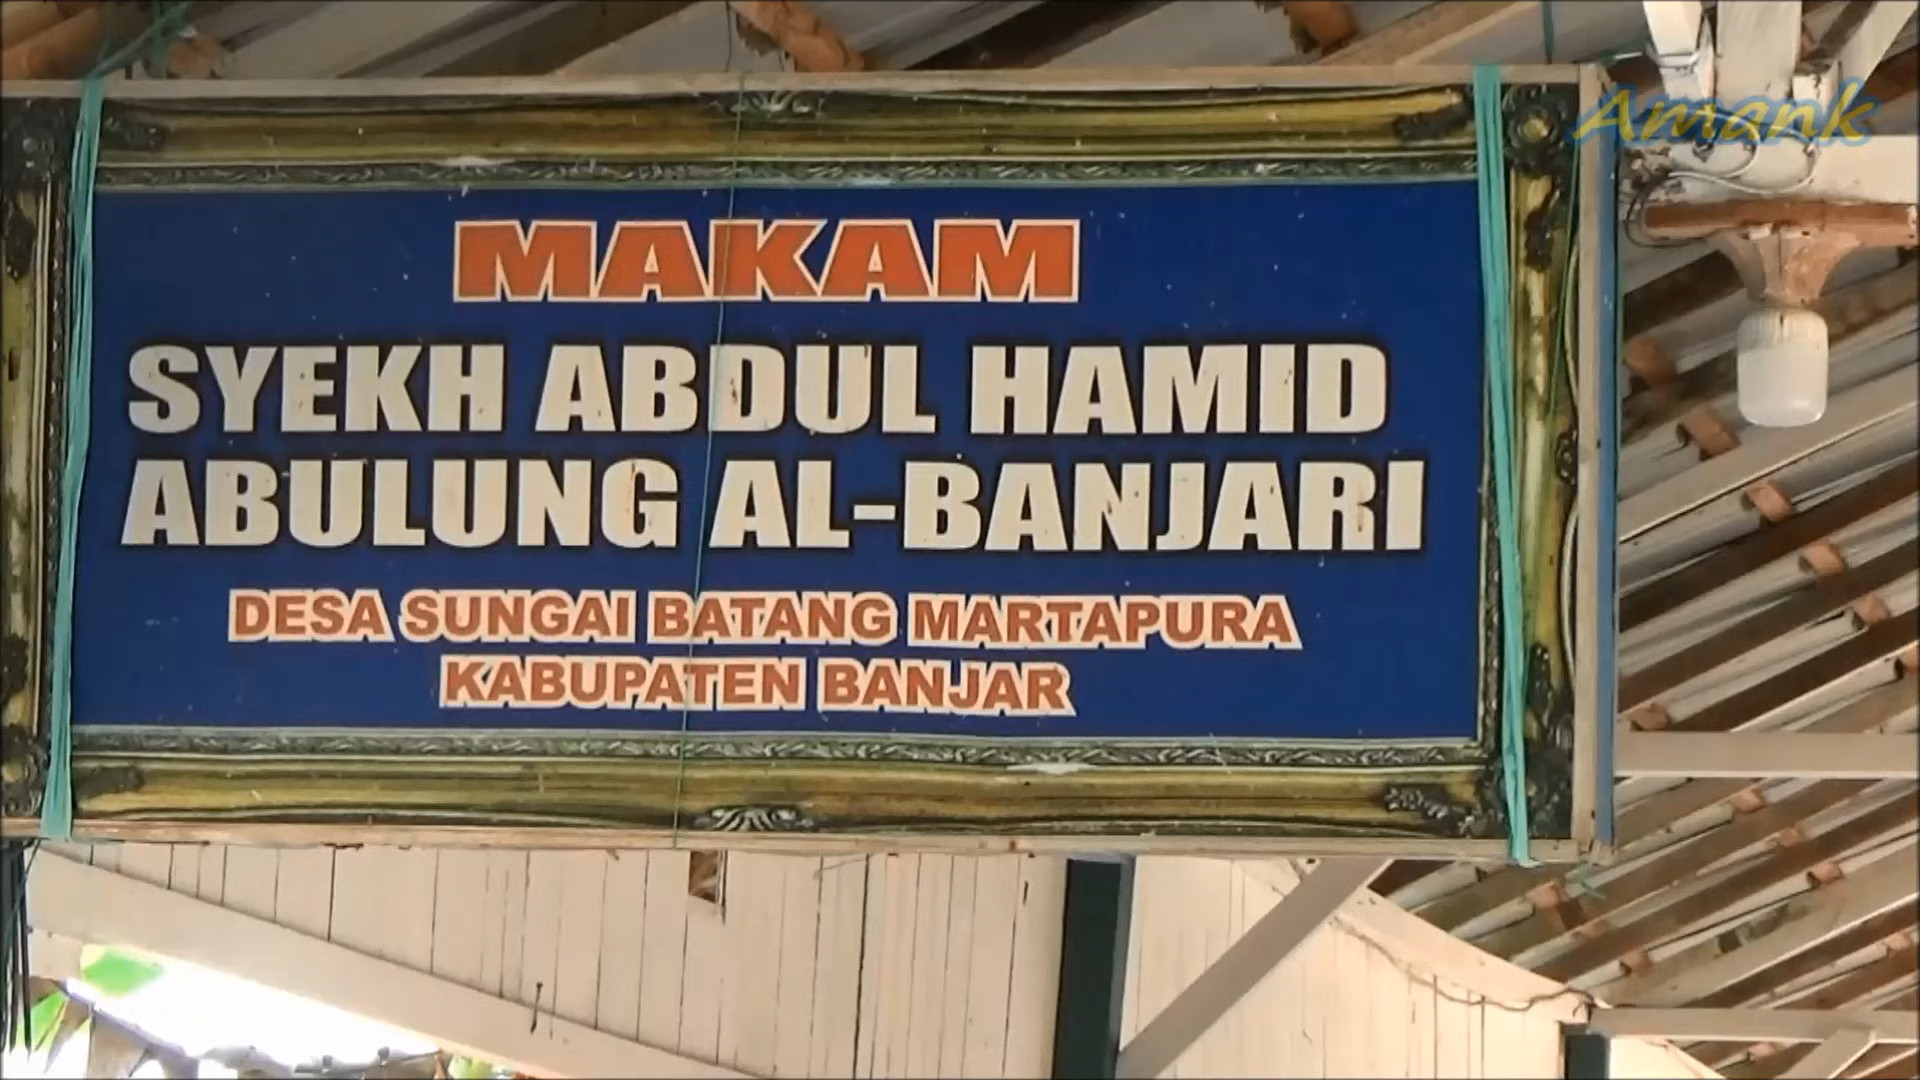 Amank
MAKAM
SYEKH ABDUL HAMID
ABULUNG AL-BANJARI
DESA SUNGAI BATANG MARTAPURA
KABUPATEN BANJAR